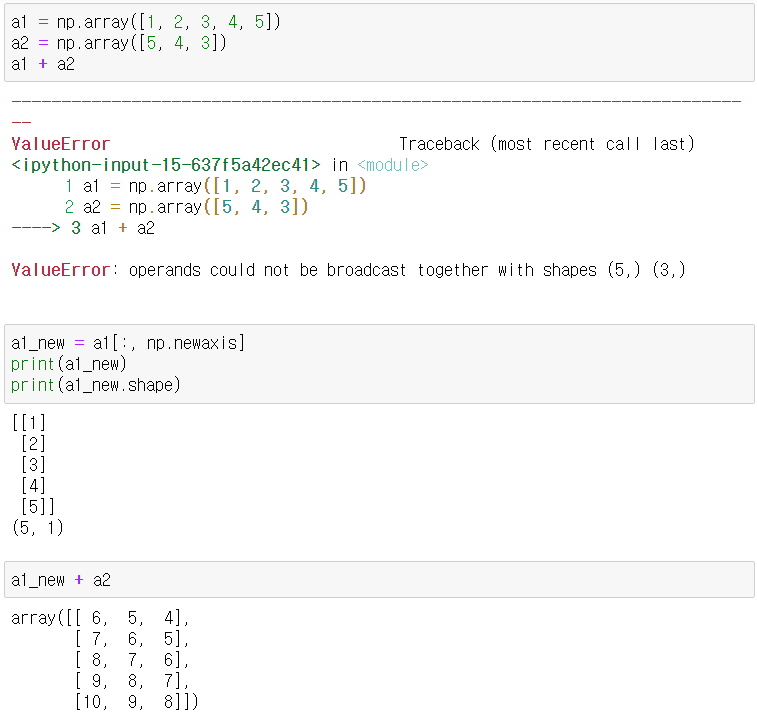 a1 = np.array([1, 2, 3, 4, 5])
a2 = np.array([5, 4, 3])
a1 + a2
---------------------------------------------------------------------------
ValueError                                Traceback (most recent call last)
<ipython-input-15-637f5a42ec41> in <module>
      1 a1 = np.array([1, 2, 3, 4, 5])
      2 a2 = np.array([5, 4, 3])
----> 3 a1 + a2
ValueError: operands could not be broadcast together with shapes (5,) (3,)
a1_new = a1[:, np.newaxis]
print(a1_new)
print(a1_new.shape)
[[1]
 [2]
 [3]
 [4]
 [5]]
(5, 1)
a1_new + a2
array([[ 6,  5,  4],
       [ 7,  6,  5],
       [ 8,  7,  6],
       [ 9,  8,  7],
       [10,  9,  8]])